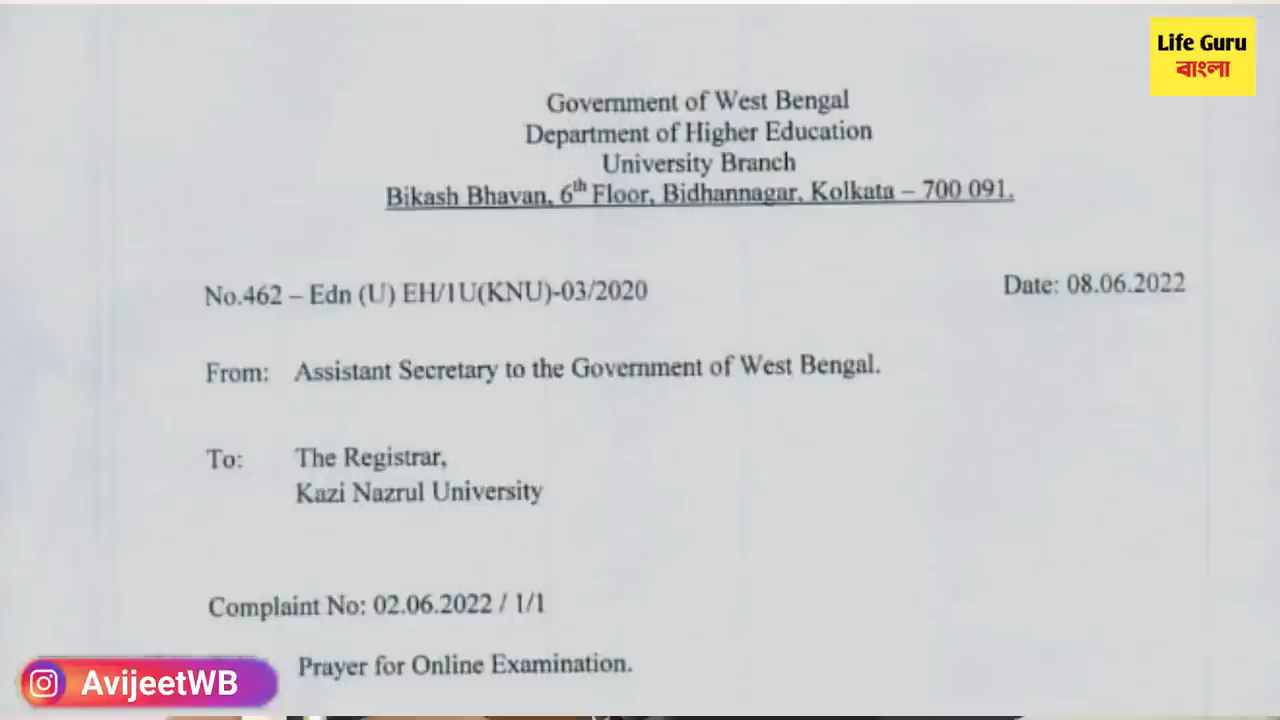 Life Guru
বাংলা
Government of West Bengal
Department of Higher Education
University Branch
Bikash Bhavan, 6th Floor, Bidhannagar, Kolkata – 700 091.
No.462 – Edn (U) EH/1U(KNU)-03/2020
Date: 08.06.2022
From: Assistant Secretary to the Government of West Bengal.
To: The Registrar,
Kazi Nazrul University
Complaint No: 02.06.2022 / 1/1
Prayer for Online Examination.
AvijeetWB